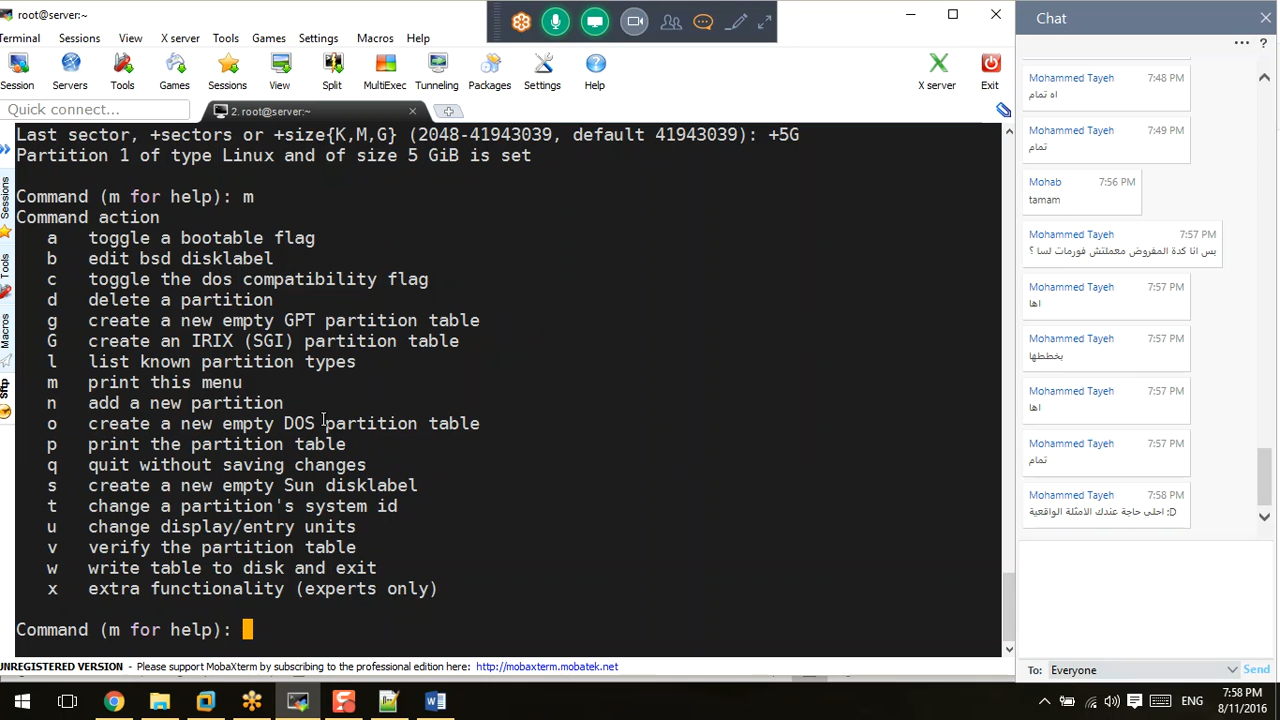 root@server:~
Terminal Sessions View X server Tools Games Settings Macros Help
Session Servers Tools Games Sessions View Split MultiExec Tunneling Packages Settings Help X server Exit
Quick connect...
2. root@server:~
Sessions
Tools
Macros
Sftp
Last sector, +sectors or +size{K,M,G} (2048-41943039, default 41943039): +5G
Partition 1 of type Linux and of size 5 GiB is set
Command (m for help): m
Command action
a toggle a bootable flag
b edit bsd disklabel
c toggle the dos compatibility flag
d delete a partition
g create a new empty GPT partition table
G create an IRIX (SGI) partition table
l list known partition types
m print this menu
n add a new partition
o create a new empty DOS partition table
p print the partition table
q quit without saving changes
s create a new empty Sun disklabel
t change a partition's system id
u change display/entry units
v verify the partition table
w write table to disk and exit
x extra functionality (experts only)
Command (m for help):
UNREGISTERED VERSION - Please support MobaXterm by subscribing to the professional edition here: http://mobaxterm.mobatek.net
Chat
Mohammed Tayeh 7:48 PM
اه تمام
Mohammed Tayeh 7:49 PM
تمام
Mohab 7:56 PM
tamam
Mohammed Tayeh 7:57 PM
بس انا كدة المفروض معملتش فورمات لسا ؟
Mohammed Tayeh 7:57 PM
اها
Mohammed Tayeh 7:57 PM
بخططها
Mohammed Tayeh 7:57 PM
اها
Mohammed Tayeh 7:57 PM
تمام
Mohammed Tayeh 7:58 PM
احلى حاجة عندك الامثلة الواقعية :D
To: Everyone Send
ENG
7:58 PM
8/11/2016